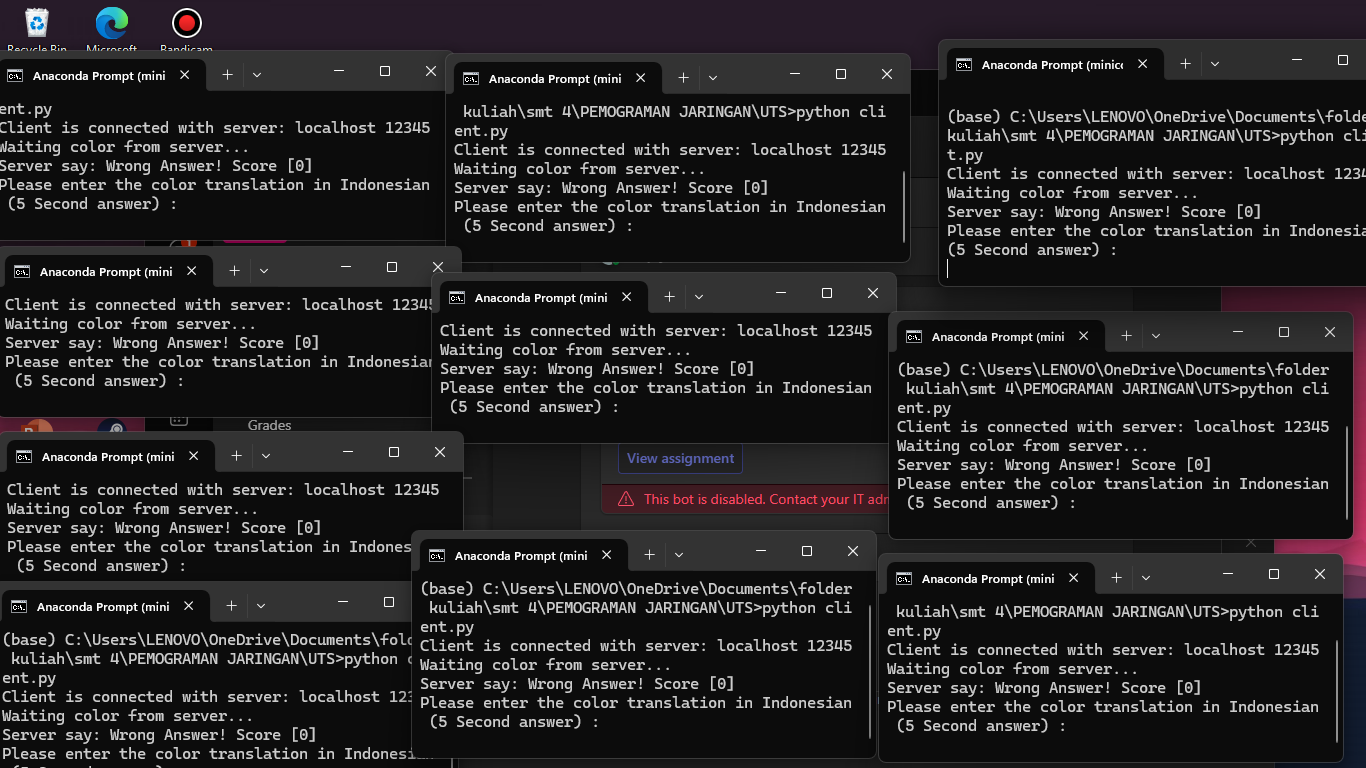 Recycle Bin
Microsoft
Bandicam
Anaconda Prompt (mini
ent.py
Client is connected with server: localhost 12345
Waiting color from server...
Server say: Wrong Answer! Score [0]
Please enter the color translation in Indonesian
(5 Second answer) :
Anaconda Prompt (mini
kuliah\smt 4\PEMOGRAMAN JARINGAN\UTS>python cli
ent.py
Client is connected with server: localhost 12345
Waiting color from server...
Server say: Wrong Answer! Score [0]
Please enter the color translation in Indonesian
(5 Second answer) :
Anaconda Prompt (minic
(base) C:\Users\LENOVO\OneDrive\Documents\folde
kuliah\smt 4\PEMOGRAMAN JARINGAN\UTS>python cli
t.py
Client is connected with server: localhost 1234
Waiting color from server...
Server say: Wrong Answer! Score [0]
Please enter the color translation in Indonesia
(5 Second answer) :
Anaconda Prompt (mini
Client is connected with server: localhost 12345
Waiting color from server...
Server say: Wrong Answer! Score [0]
Please enter the color translation in Indonesian
(5 Second answer) :
Anaconda Prompt (mini
Client is connected with server: localhost 12345
Waiting color from server...
Server say: Wrong Answer! Score [0]
Please enter the color translation in Indonesian
(5 Second answer) :
Anaconda Prompt (mini
(base) C:\Users\LENOVO\OneDrive\Documents\folder
kuliah\smt 4\PEMOGRAMAN JARINGAN\UTS>python cli
ent.py
Client is connected with server: localhost 12345
Waiting color from server...
Server say: Wrong Answer! Score [0]
Please enter the color translation in Indonesian
(5 Second answer) :
Grades
View assignment
This bot is disabled. Contact your IT adm
Anaconda Prompt (mini
Client is connected with server: localhost 12345
Waiting color from server...
Server say: Wrong Answer! Score [0]
Please enter the color translation in Indones
(5 Second answer) :
Anaconda Prompt (mini
(base) C:\Users\LENOVO\OneDrive\Documents\fol
kuliah\smt 4\PEMOGRAMAN JARINGAN\UTS>python c
ent.py
Client is connected with server: localhost 123
Waiting color from server...
Server say: Wrong Answer! Score [0]
Please enter the color translation in Indonesian
Anaconda Prompt (mini
(base) C:\Users\LENOVO\OneDrive\Documents\folder
kuliah\smt 4\PEMOGRAMAN JARINGAN\UTS>python cli
ent.py
Client is connected with server: localhost 12345
Waiting color from server...
Server say: Wrong Answer! Score [0]
Please enter the color translation in Indonesian
(5 Second answer) :
Anaconda Prompt (mini
kuliah\smt 4\PEMOGRAMAN JARINGAN\UTS>python cli
ent.py
Client is connected with server: localhost 12345
Waiting color from server...
Server say: Wrong Answer! Score [0]
Please enter the color translation in Indonesian
(5 Second answer) :